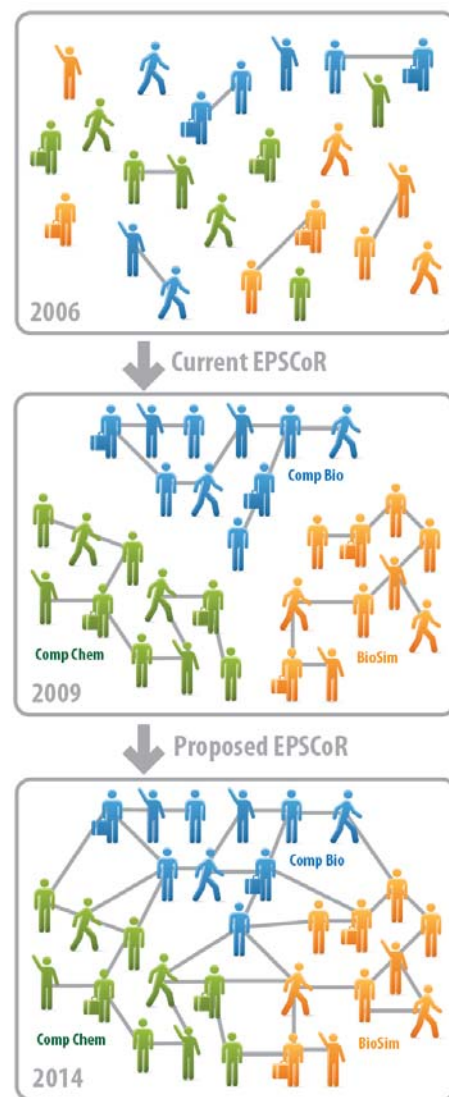 2006
Current EPSCoR
Comp Bio
Comp Chem
BioSim
2009
Proposed EPSCoR
Comp Bio
Comp Chem
BioSim
2014